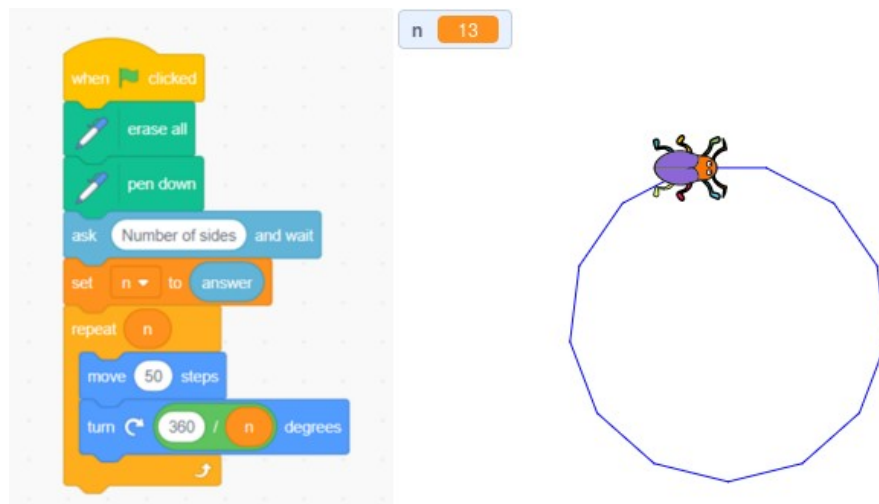 when clicked
erase all
pen down
ask Number of sides and wait
set n to answer
repeat n
move 50 steps
turn 360 / n degrees
n 13